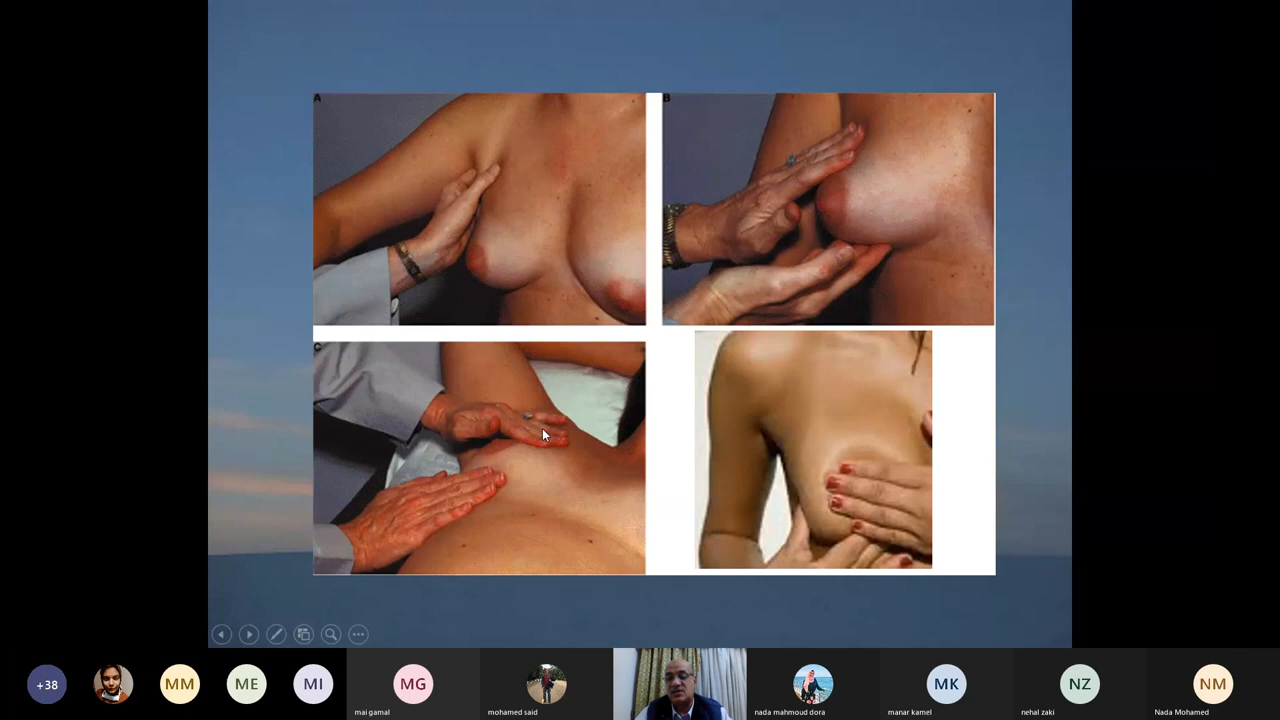 A
B
C
+38
MM
ME
MI
MG
mai gamal
mohamed said
nada mahmoud dora
MK
manar kamel
NZ
nehal zaki
NM
Nada Mohamed